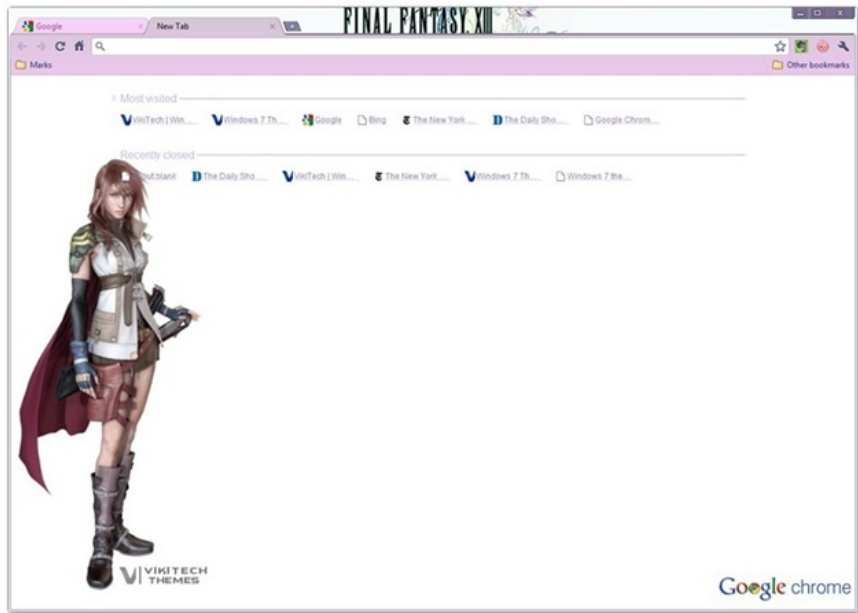 FINAL FANTASY XIII
Google
New Tab
Marks
Other bookmarks
Most visited
VikiTech | Win.... Windows 7 Th.... Google Bing The New York .... The Daily Sho.... Google Chrom....
Recently closed
out:blank The Daily Sho.... VikiTech | Win.... The New York.... Windows 7 Th.... Windows 7 the....
VIKITECH
THEMES
Google chrome